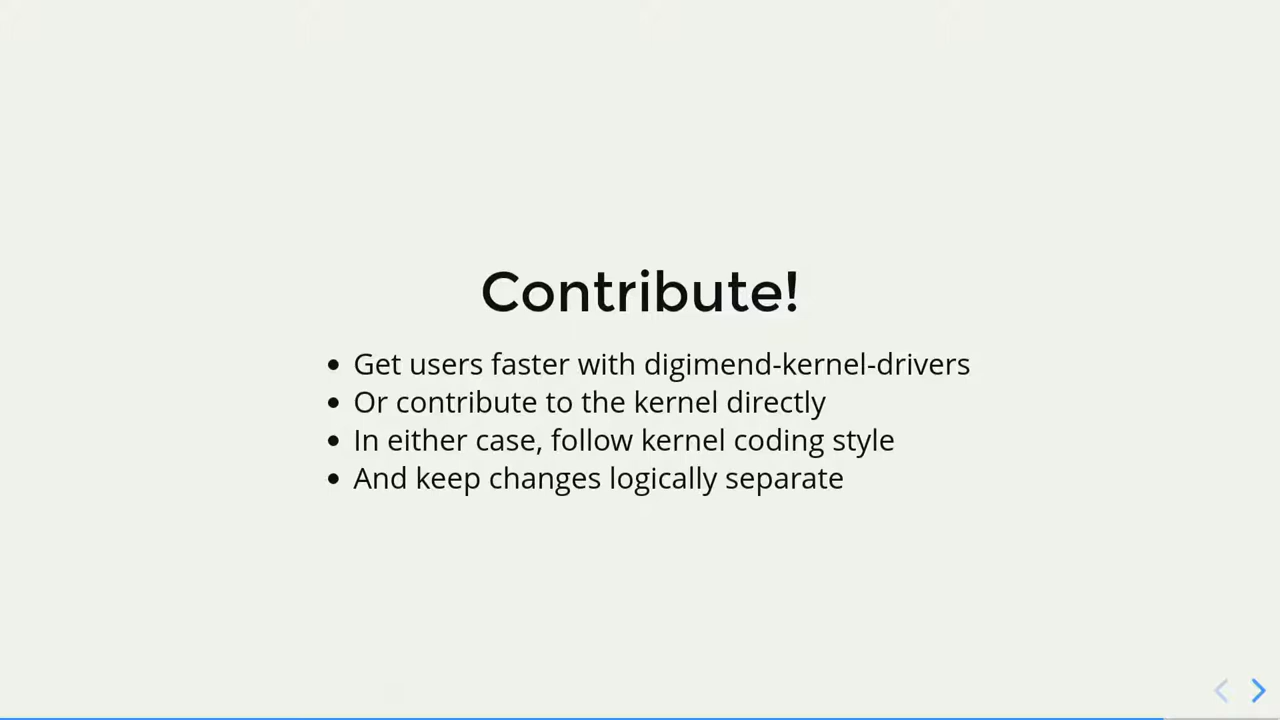 Contribute!
Get users faster with digimend-kernel-drivers
Or contribute to the kernel directly
In either case, follow kernel coding style
And keep changes logically separate